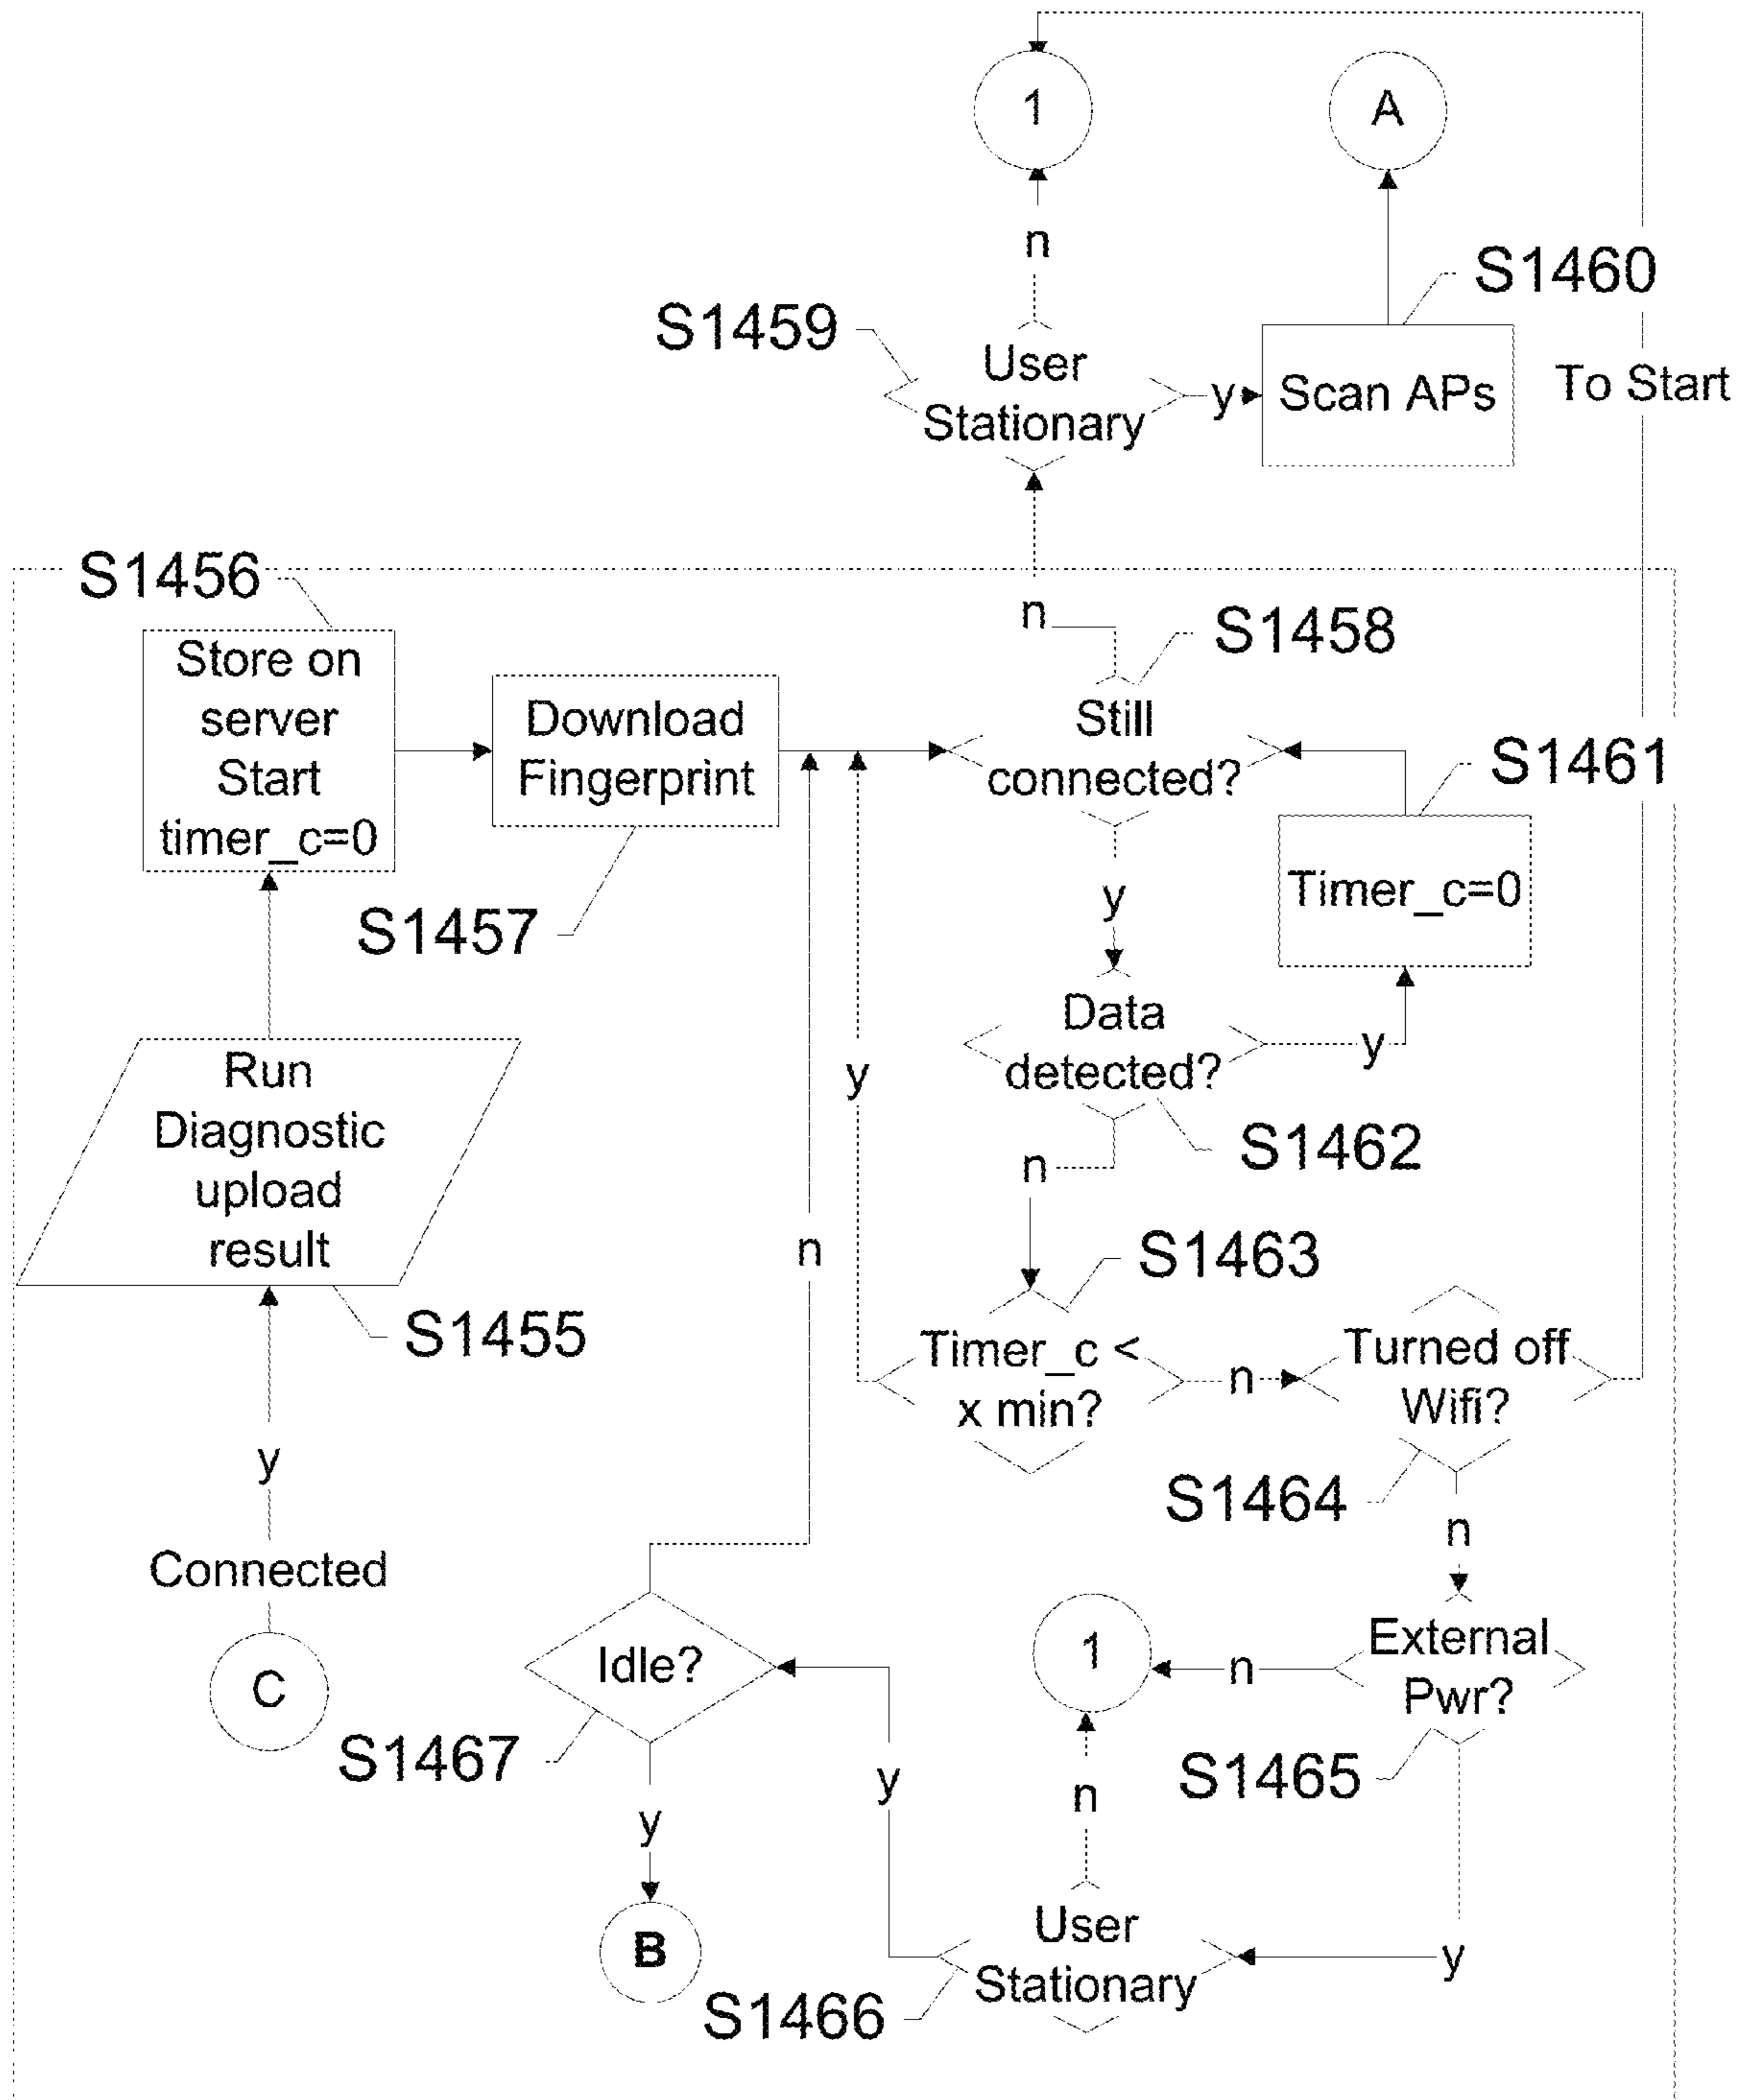 1
A
n
S1460
S1459
User
Stationary
y
Scan APs
To Start
S1456
n
S1458
Store on
server
Start
timer_c=0
Download
Fingerprint
Still
connected?
S1461
S1457
y
Timer_c=0
Data
detected?
y
y
Run
Diagnostic
upload
result
S1462
n
n
S1463
S1455
Timer_c <
x min?
n
Turned off
Wifi?
y
S1464
n
Connected
C
Idle?
1
n
External
Pwr?
S1467
S1465
y
n
y
B
User
Stationary
y
S1466